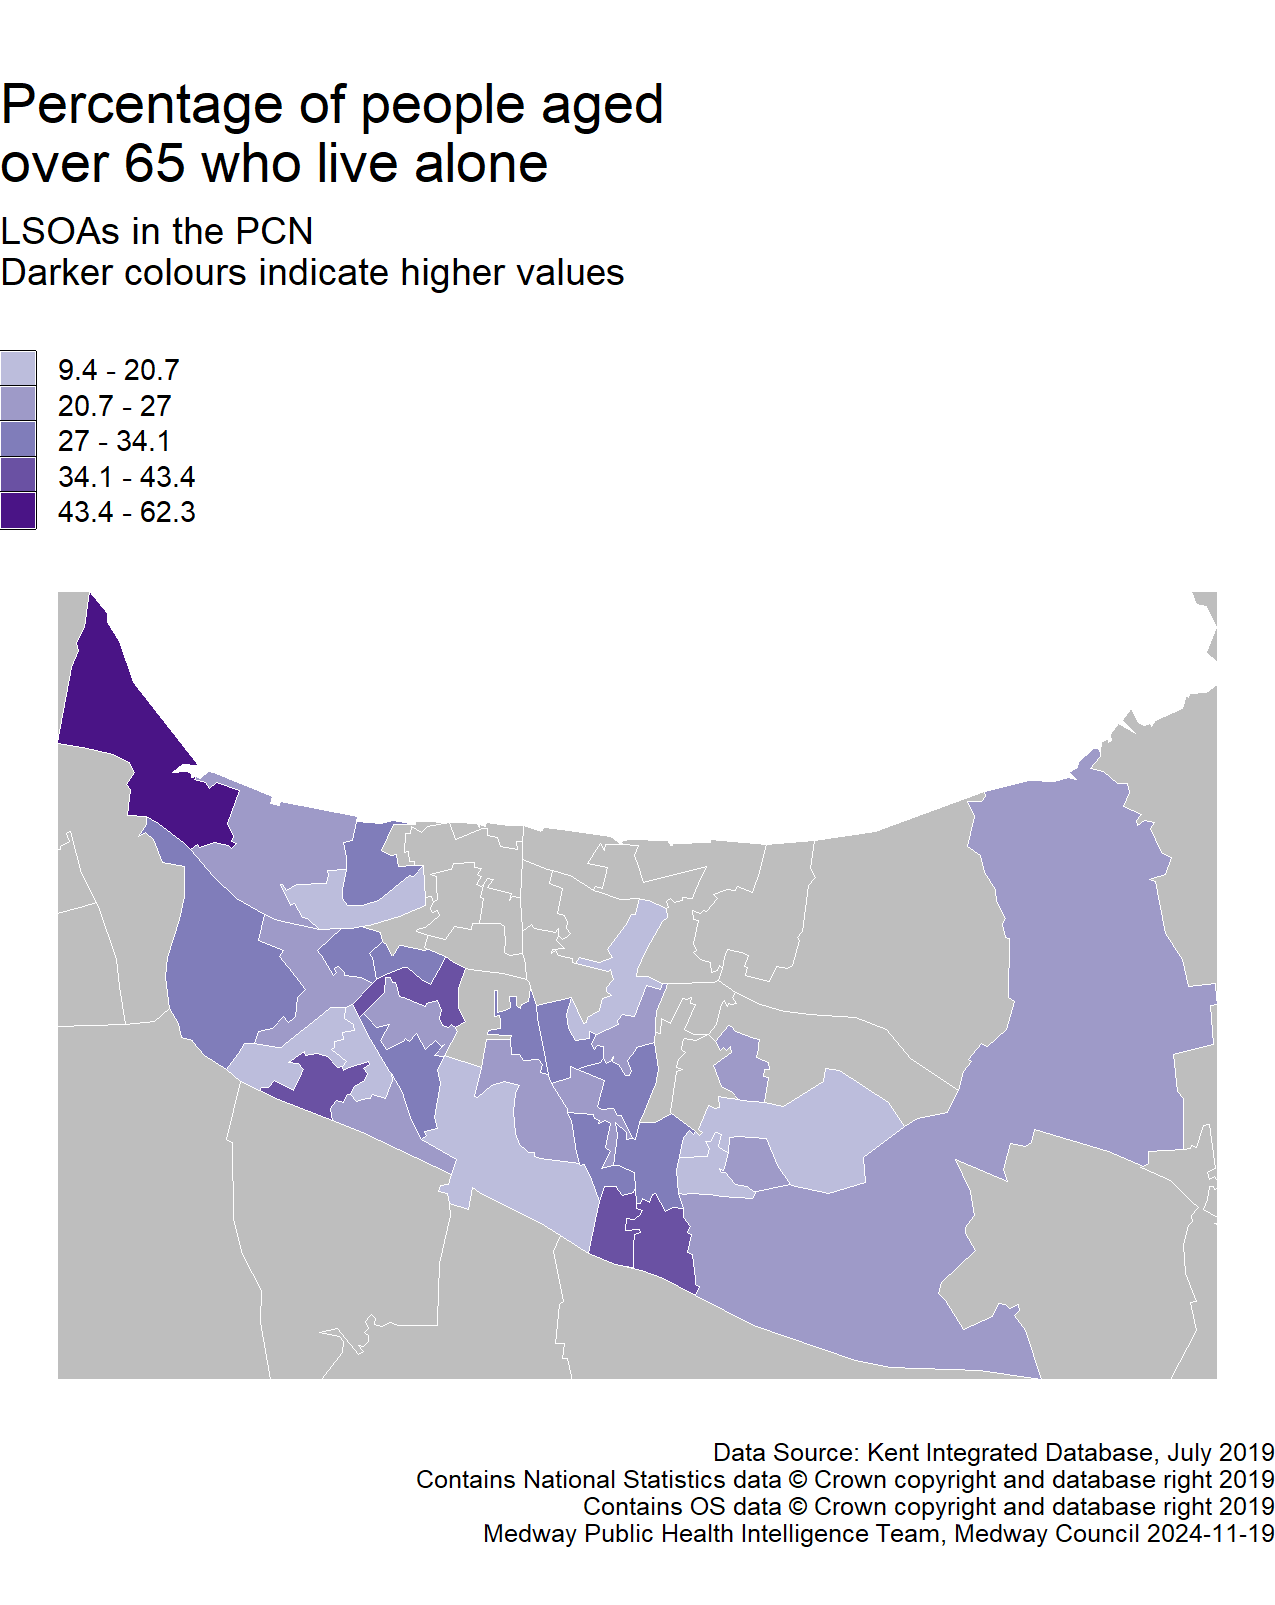 Percentage of people aged
over 65 who live alone
LSOAs in the PCN
Darker colours indicate higher values
9.4 - 20.7
20.7 - 27
27 - 34.1
34.1 - 43.4
43.4 - 62.3
Data Source: Kent Integrated Database, July 2019
Contains National Statistics data © Crown copyright and database right 2019
Contains OS data © Crown copyright and database right 2019
Medway Public Health Intelligence Team, Medway Council 2024-11-19